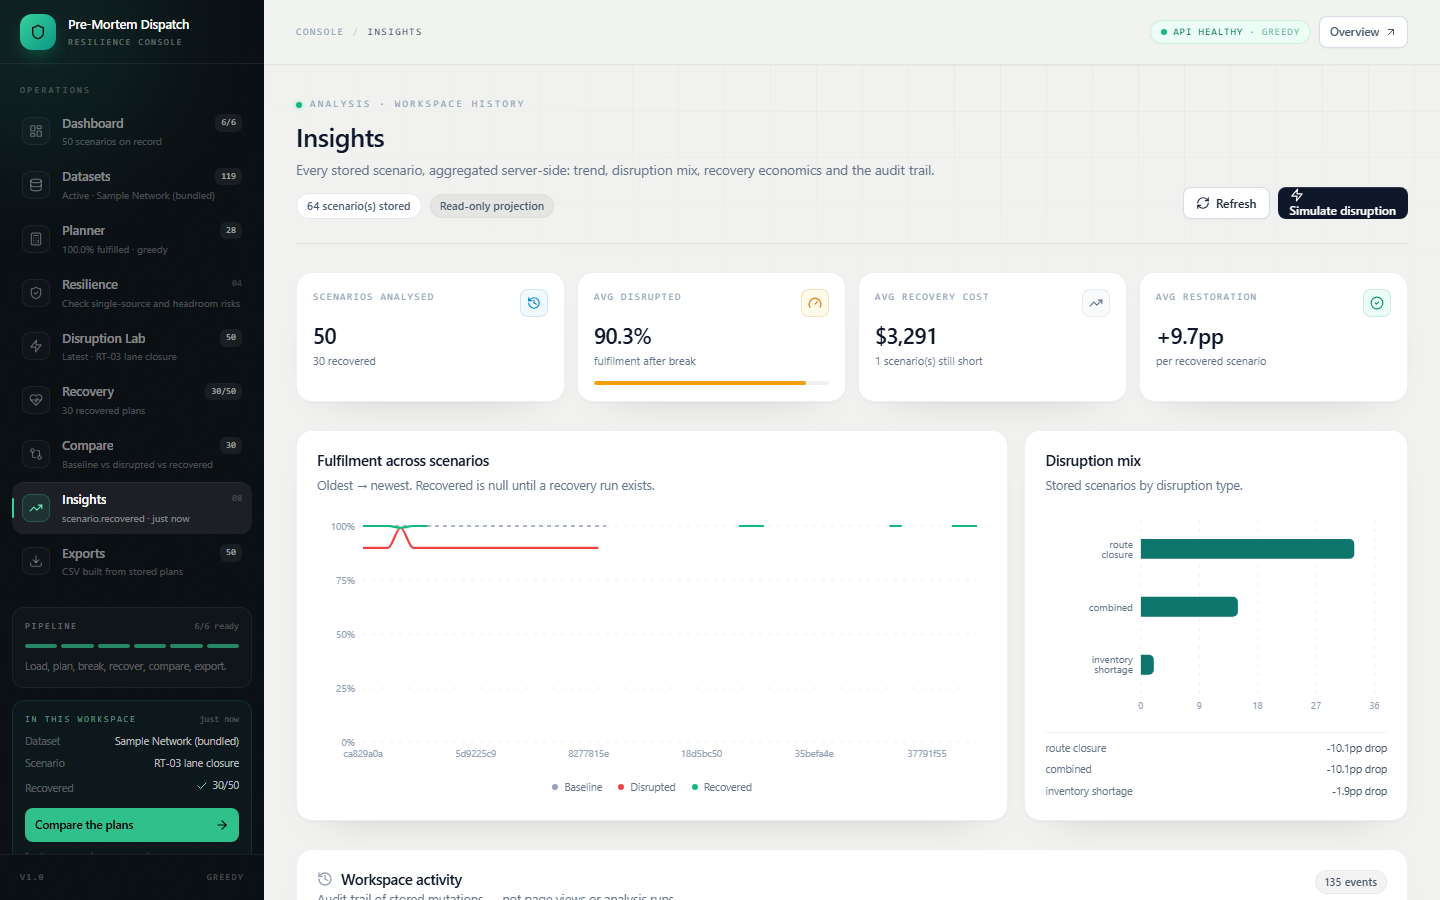 Pre-Mortem Dispatch
RESILIENCE CONSOLE
OPERATIONS
Dashboard
6/6
50 scenarios on record
Datasets
119
Active · Sample Network (bundled)
Planner
28
100.0% fulfilled · greedy
Resilience
04
Check single-source and headroom risks
Disruption Lab
50
Latest · RT-03 lane closure
Recovery
30/50
30 recovered plans
Compare
30
Baseline vs disrupted vs recovered
Insights
08
scenario.recovered · just now
Exports
50
CSV built from stored plans
PIPELINE
6/6 ready
Load, plan, break, recover, compare, export.
IN THIS WORKSPACE
just now
Dataset
Sample Network (bundled)
Scenario
RT-03 lane closure
Recovered
30/50
Compare the plans
V1.0
GREEDY
CONSOLE / INSIGHTS
API HEALTHY · GREEDY
Overview
ANALYSIS · WORKSPACE HISTORY
Insights
Every stored scenario, aggregated server-side: trend, disruption mix, recovery economics and the audit trail.
64 scenario(s) stored
Read-only projection
Refresh
Simulate disruption
SCENARIOS ANALYSED
50
30 recovered
AVG DISRUPTED
90.3%
fulfilment after break
AVG RECOVERY COST
$3,291
1 scenario(s) still short
AVG RESTORATION
+9.7pp
per recovered scenario
Fulfilment across scenarios
Oldest → newest. Recovered is null until a recovery run exists.
100%
75%
50%
25%
0%
ca829a0a
5d9225c9
8277815e
18d5bc50
35befa4e
37791f55
Baseline
Disrupted
Recovered
Disruption mix
Stored scenarios by disruption type.
route
closure
combined
inventory
shortage
0
9
18
27
36
route closure
-10.1pp drop
combined
-10.1pp drop
inventory shortage
-1.9pp drop
Workspace activity
135 events
Audit trail of stored mutations — not page views or analysis runs.